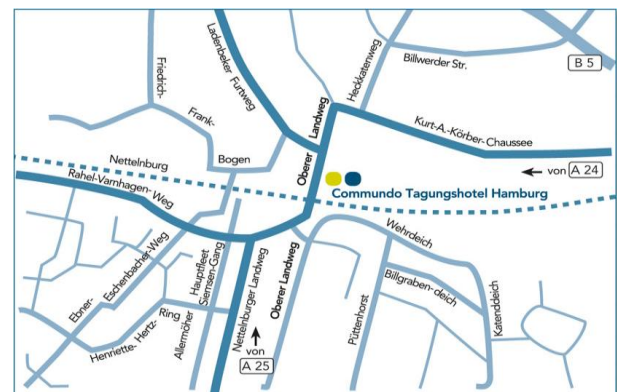 Friedrich-
Frank-
Bogen
Ladenbeker
Furtweg
Oberer
Landweg
Heckkatenweg
Billwerder Str.
B 5
Kurt-A.-Körber-Chaussee
von A 24
Nettelnburg
Rahel-Varnhagen-Weg
Commundo Tagungshotel Hamburg
Wehrdeich
Billgraben-deich
Katenddeich
Püttenhorst
Oberer Landweg
Nettelnburger Landweg
von
A 25
Hauptfleet
Siemsen-Gang
Allermöher
Ring
Ebner-
Eschenbacher-Weg
Henriette-
Hertz-